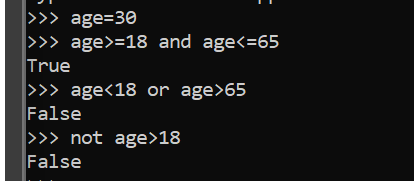 >>> age=30
>>> age>=18 and age<=65
True
>>> age<18 or age>65
False
>>> not age>18
False